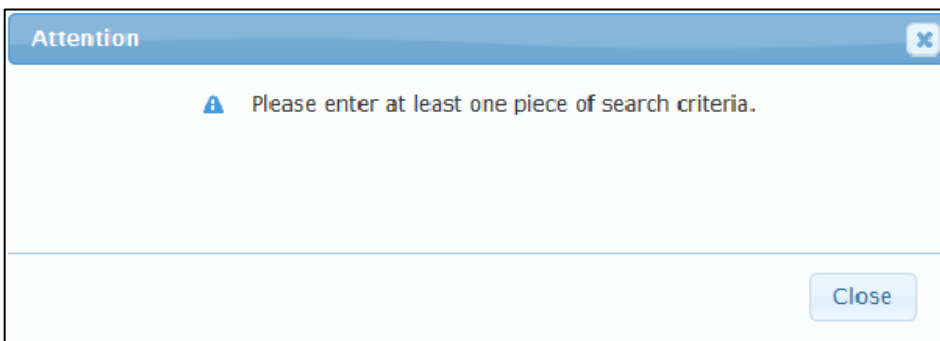 Attention
Please enter at least one piece of search criteria.
Close